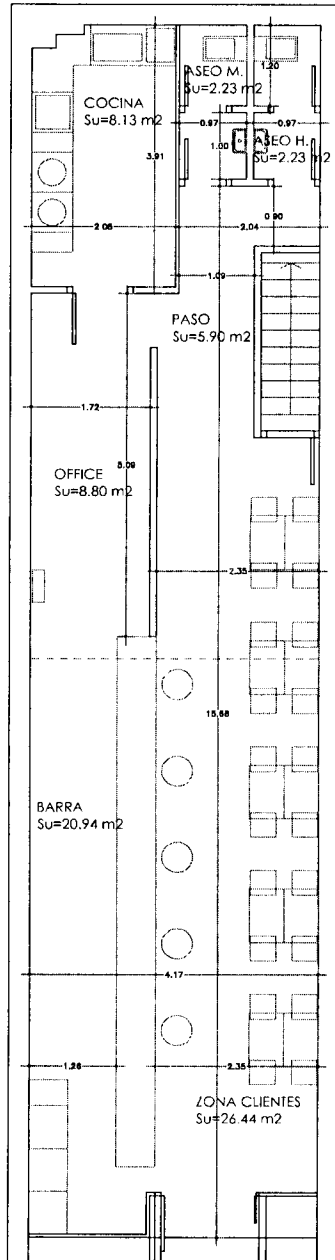 ASEO M.
Su=2.23 m2
1.20
COCINA
Su=8.13 m2
0.97
0.97
ASEO H.
Su=2.23 m2
1.00
3.91
0.90
2.06
2.04
1.09
PASO
Su=5.90 m2
1.72
5.09
OFFICE
Su=8.80 m2
2.35
15.68
BARRA
Su=20.94 m2
4.17
1.26
2.35
ZONA CLIENTES
Su=26.44 m2